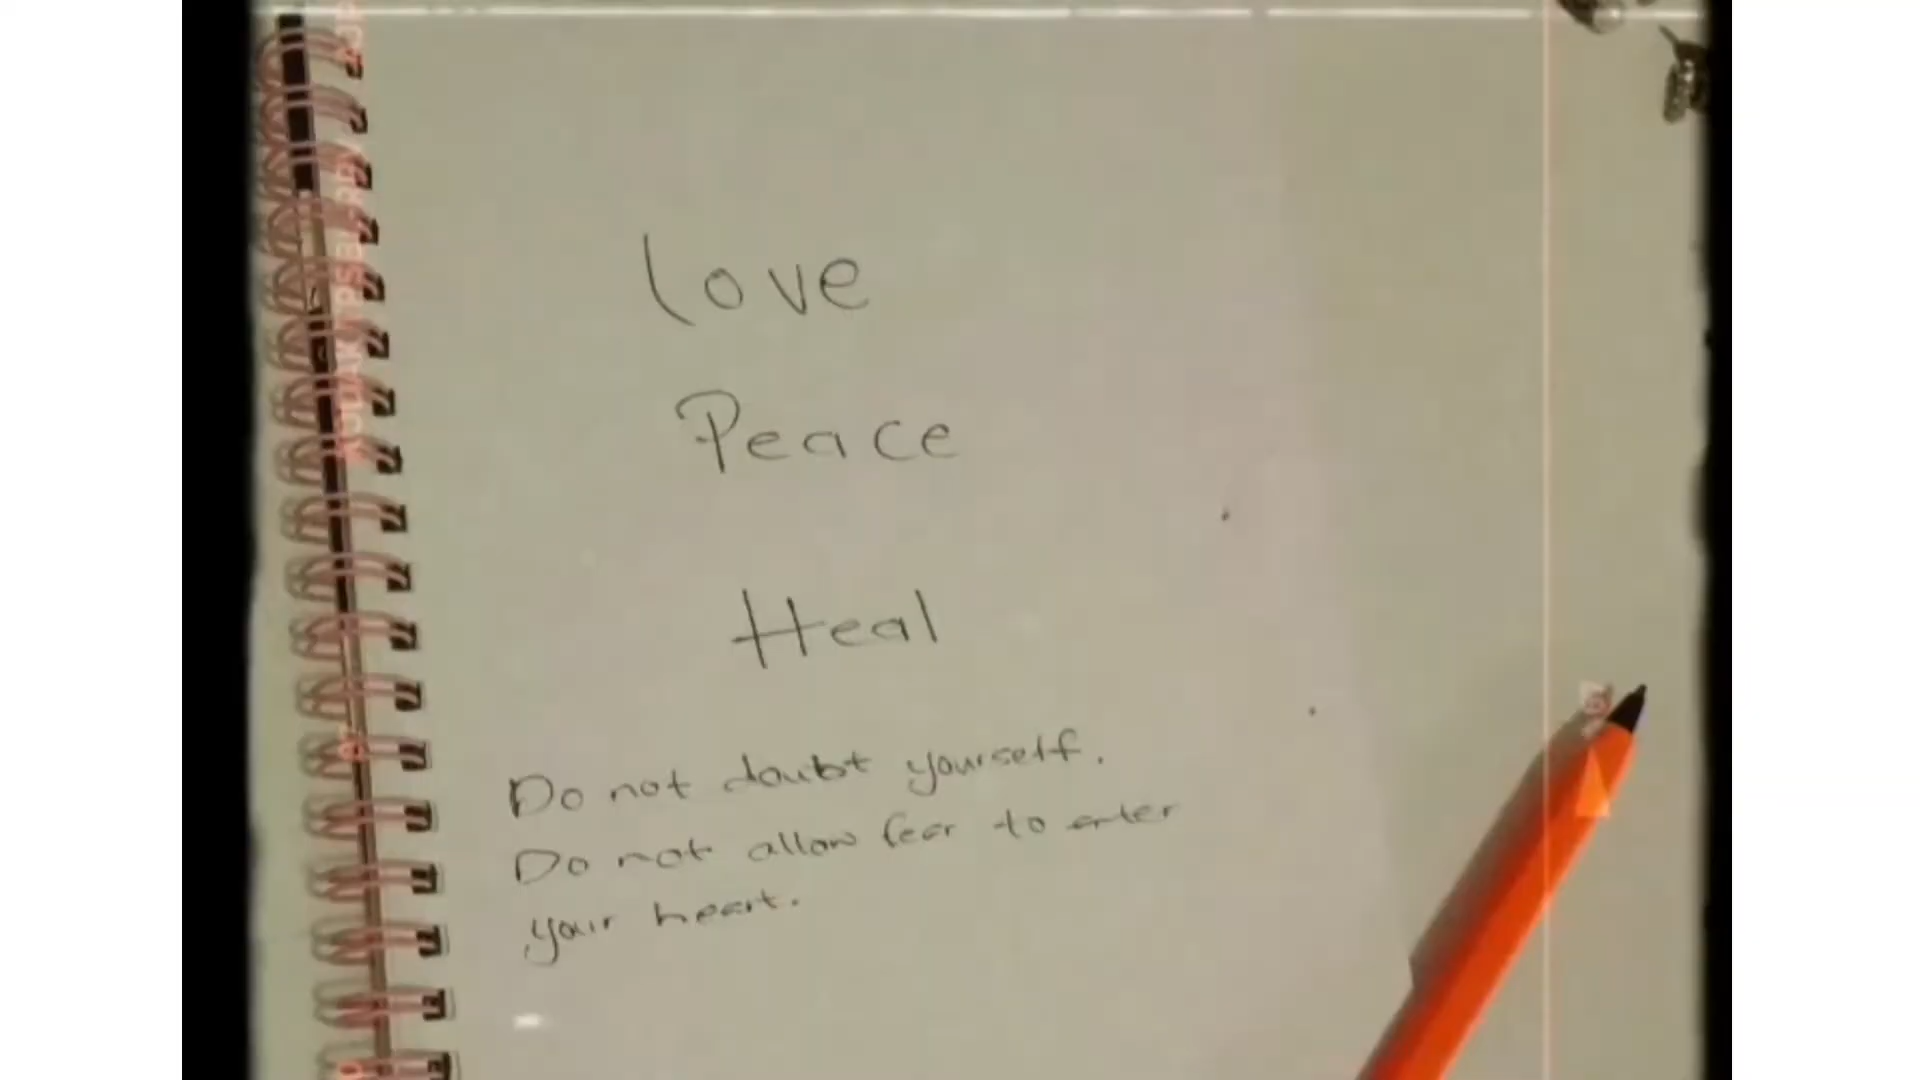 Love
Peace
Heal
Do not doubt yourself.
Do not allow fear to enter
your heart.